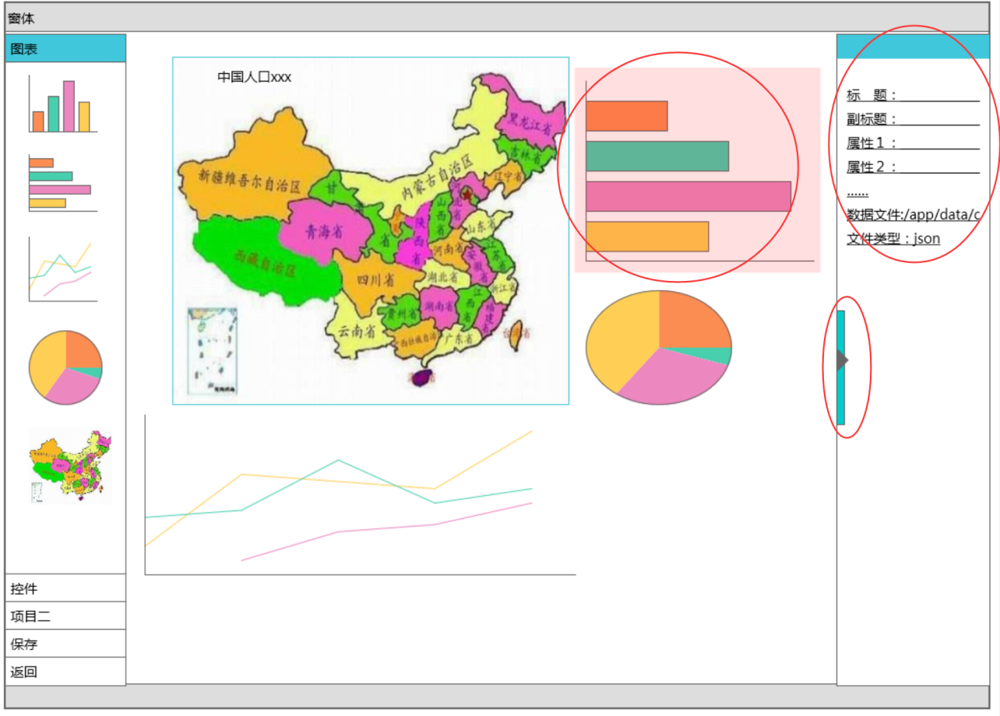 窗体
图表
中国人口xxx
黑龙江省
吉林省
辽宁省
新疆维吾尔自治区
内蒙古自治区
甘
肃
省
河北省
山西省
山东省
青海省
陕西省
河南省
江苏省
安徽省
西藏自治区
四川省
湖北省
浙江省
贵州省
湖南省
江西省
福建省
云南省
广西壮族自治
广东省
台湾省
标 题：
副标题：
属性1：
属性2：
......
数据文件:/app/data/c
文件类型：json
控件
项目二
保存
返回